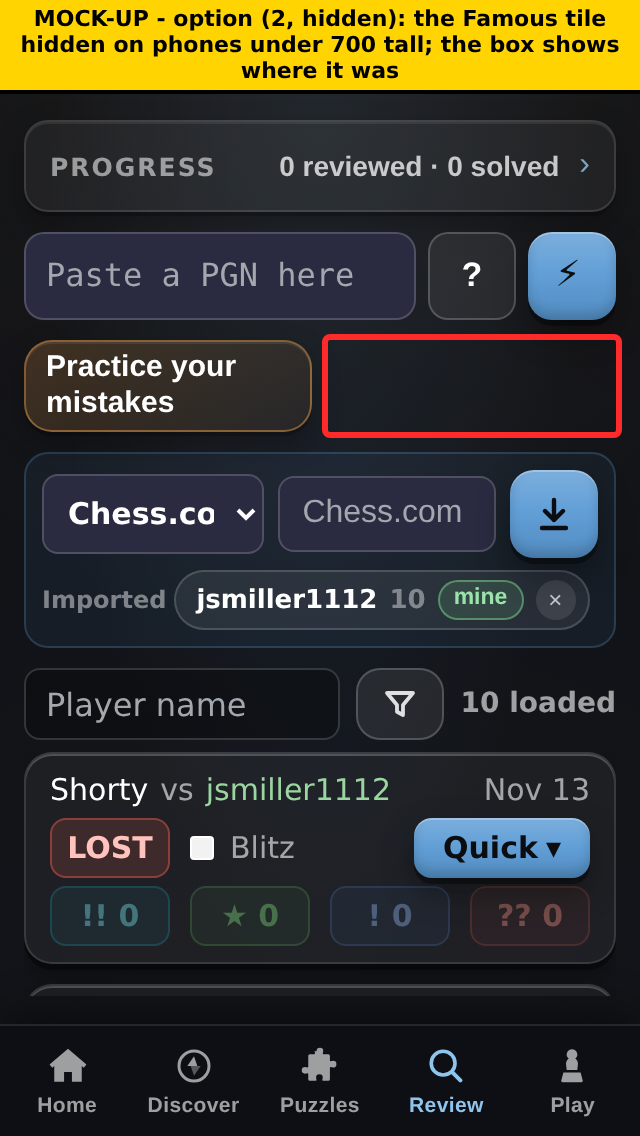 MOCK-UP - option (2, hidden): the Famous tile
hidden on phones under 700 tall; the box shows
where it was
PROGRESS 0 reviewed · 0 solved ›
Paste a PGN here ? ⚡
Practice your
mistakes
Chess.co Chess.com
Imported jsmiller1112 10 mine ×
Player name 10 loaded
Shorty vs jsmiller1112 Nov 13
LOST Blitz Quick ▾
!! 0 ★ 0 ! 0 ?? 0
Home Discover Puzzles Review Play